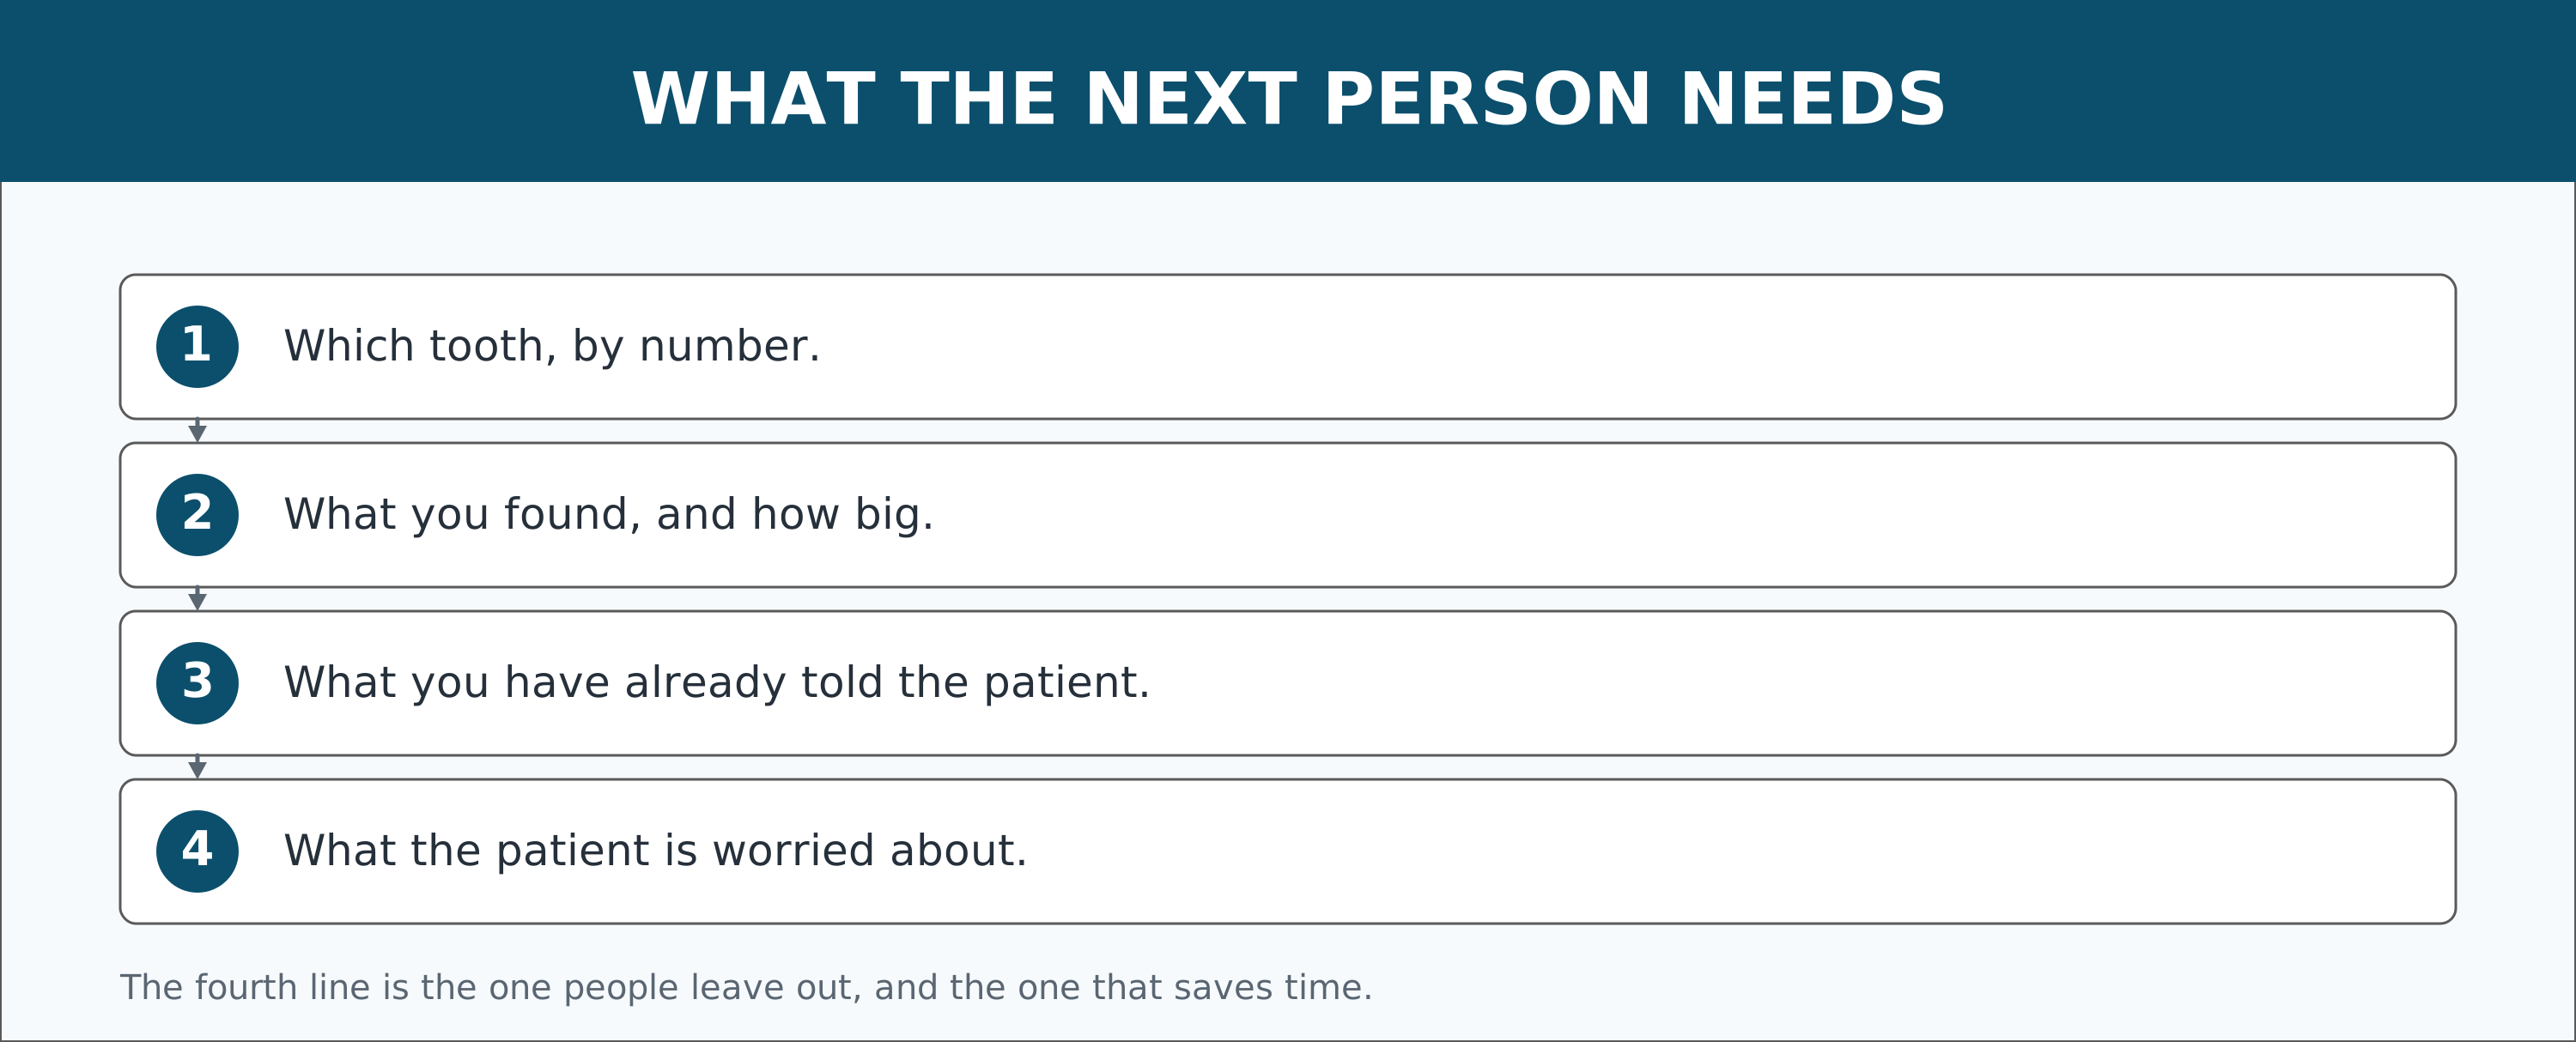 WHAT THE NEXT PERSON NEEDS
1 Which tooth, by number.
2 What you found, and how big.
3 What you have already told the patient.
4 What the patient is worried about.
The fourth line is the one people leave out, and the one that saves time.